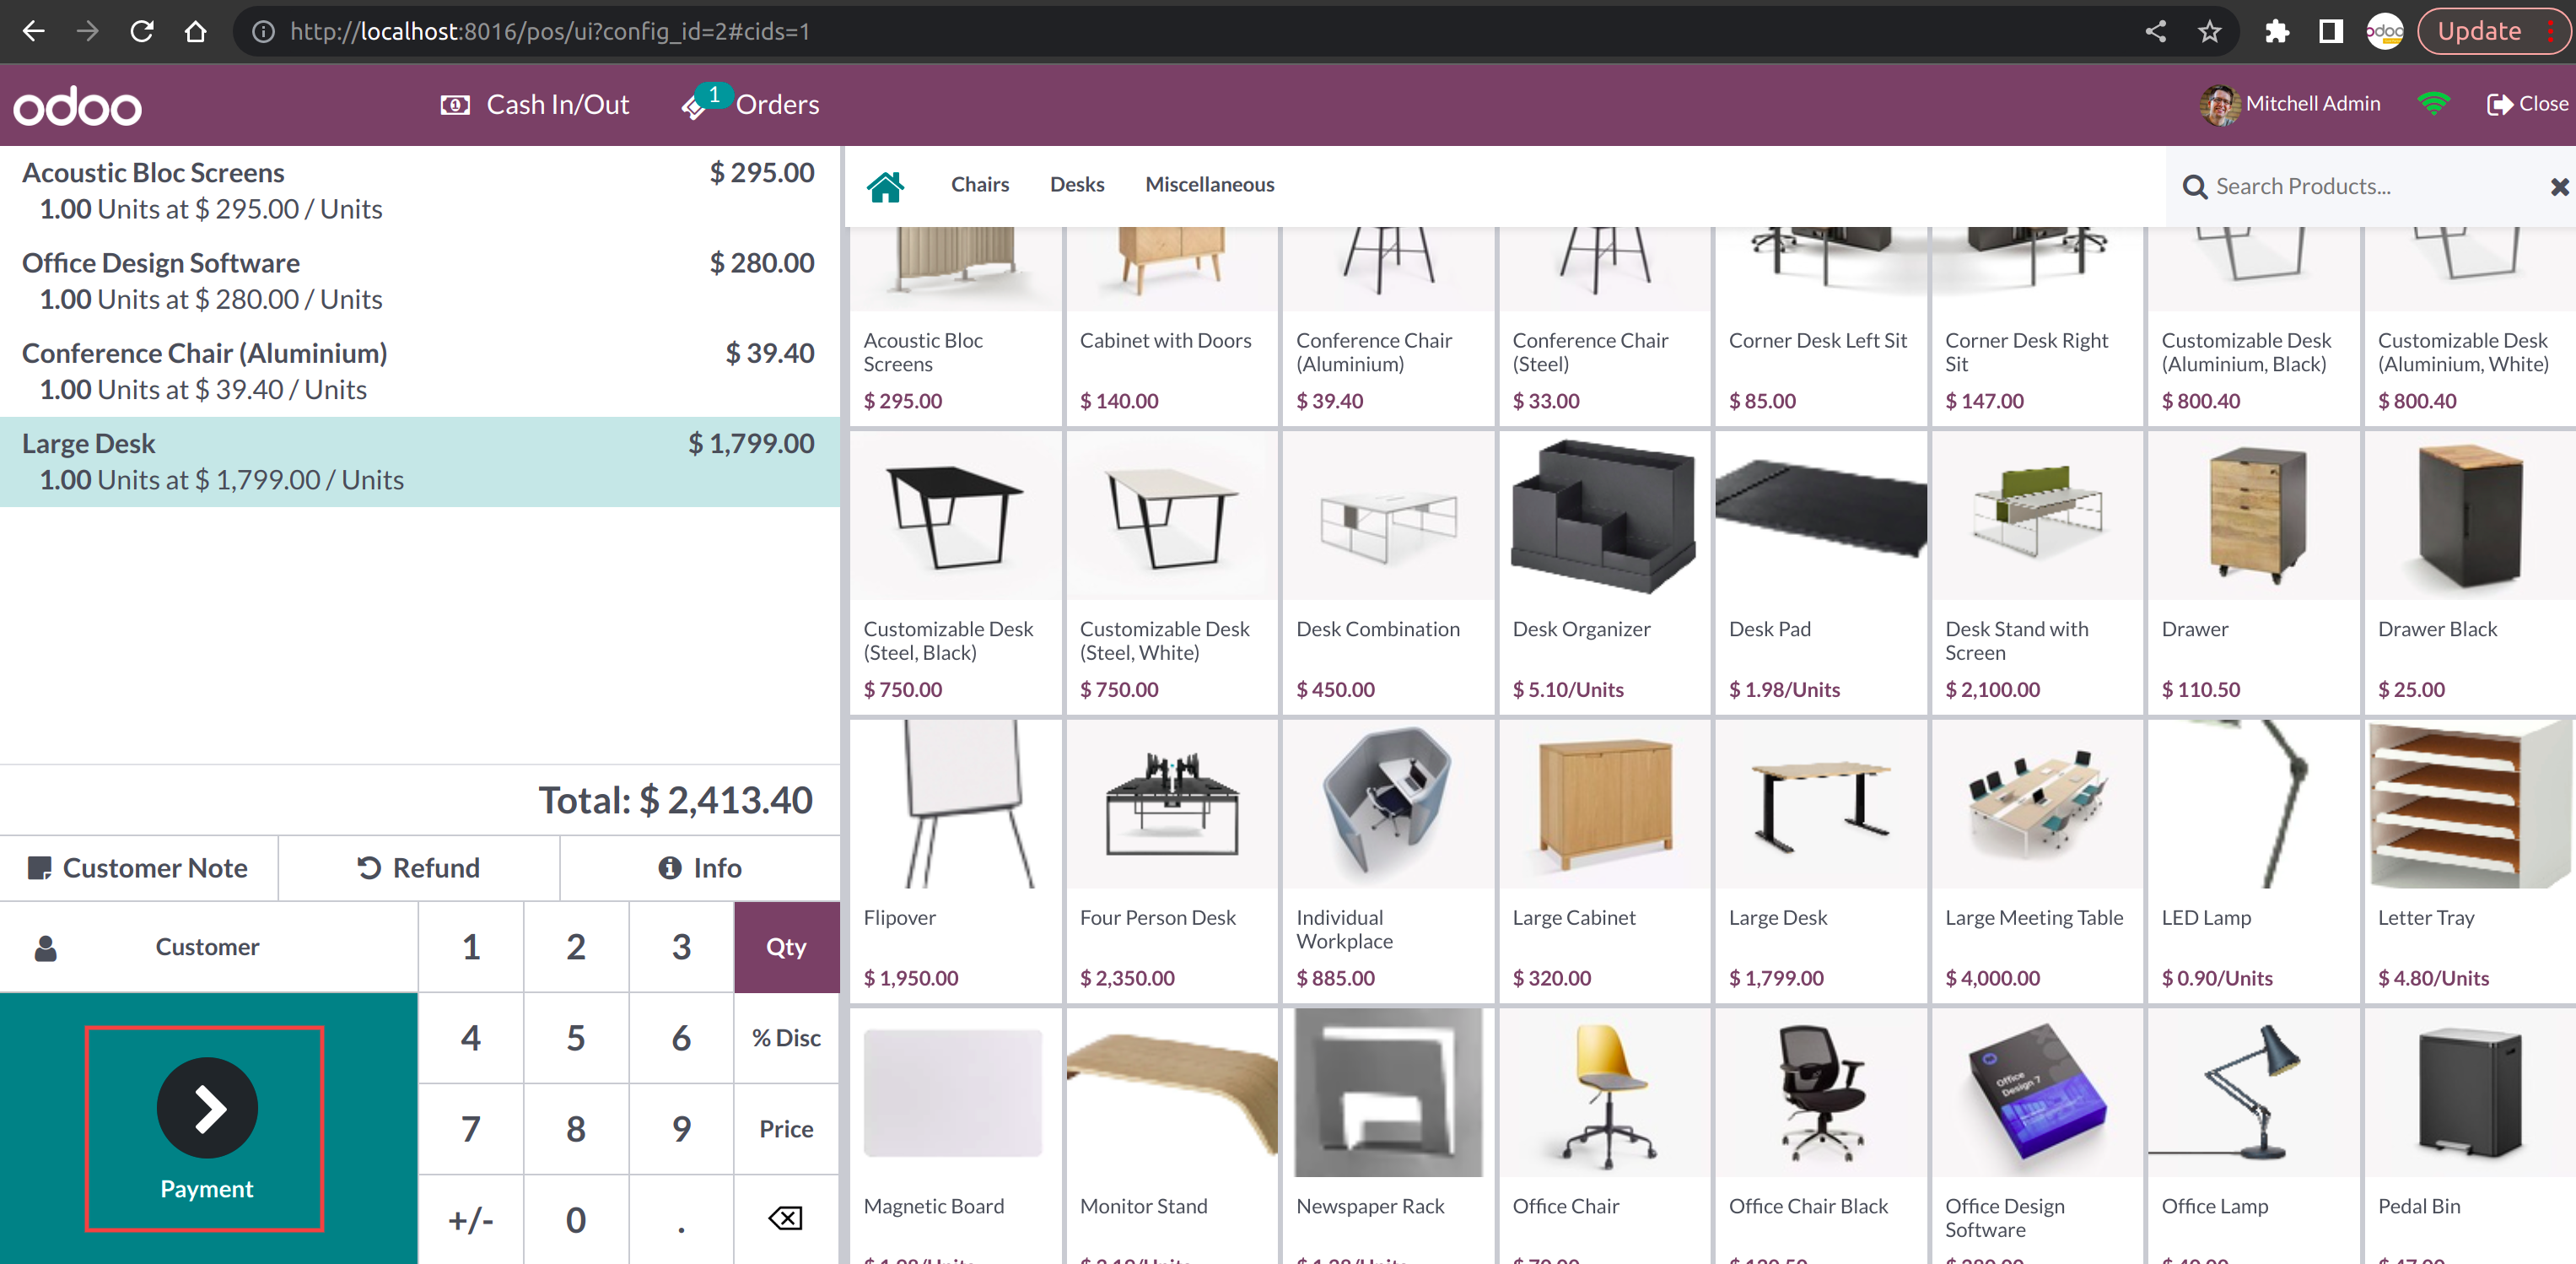 http://localhost:8016/pos/ui?config_id=2#cids=1
odoo
Update
odoo
Cash In/Out
1
Orders
Mitchell Admin
Close
Acoustic Bloc Screens
$ 295.00
1.00 Units at $ 295.00 / Units
Office Design Software
$ 280.00
1.00 Units at $ 280.00 / Units
Conference Chair (Aluminium)
$ 39.40
1.00 Units at $ 39.40 / Units
Large Desk
$ 1,799.00
1.00 Units at $ 1,799.00 / Units
Total: $ 2,413.40
Customer Note
Refund
Info
Customer
1
2
3
Qty
4
5
6
% Disc
7
8
9
Price
+/-
0
.
Payment
Chairs
Desks
Miscellaneous
Search Products...
Acoustic Bloc
Screens
$ 295.00
Cabinet with Doors
$ 140.00
Conference Chair
(Aluminium)
$ 39.40
Conference Chair
(Steel)
$ 33.00
Corner Desk Left Sit
$ 85.00
Corner Desk Right
Sit
$ 147.00
Customizable Desk
(Aluminium, Black)
$ 800.40
Customizable Desk
(Aluminium, White)
$ 800.40
Customizable Desk
(Steel, Black)
$ 750.00
Customizable Desk
(Steel, White)
$ 750.00
Desk Combination
$ 450.00
Desk Organizer
$ 5.10/Units
Desk Pad
$ 1.98/Units
Desk Stand with
Screen
$ 2,100.00
Drawer
$ 110.50
Drawer Black
$ 25.00
Flipover
$ 1,950.00
Four Person Desk
$ 2,350.00
Individual
Workplace
$ 885.00
Large Cabinet
$ 320.00
Large Desk
$ 1,799.00
Large Meeting Table
$ 4,000.00
LED Lamp
$ 0.90/Units
Letter Tray
$ 4.80/Units
Magnetic Board
Monitor Stand
Newspaper Rack
Office Chair
Office Chair Black
Office
Design 7
Office Design
Software
Office Lamp
Pedal Bin